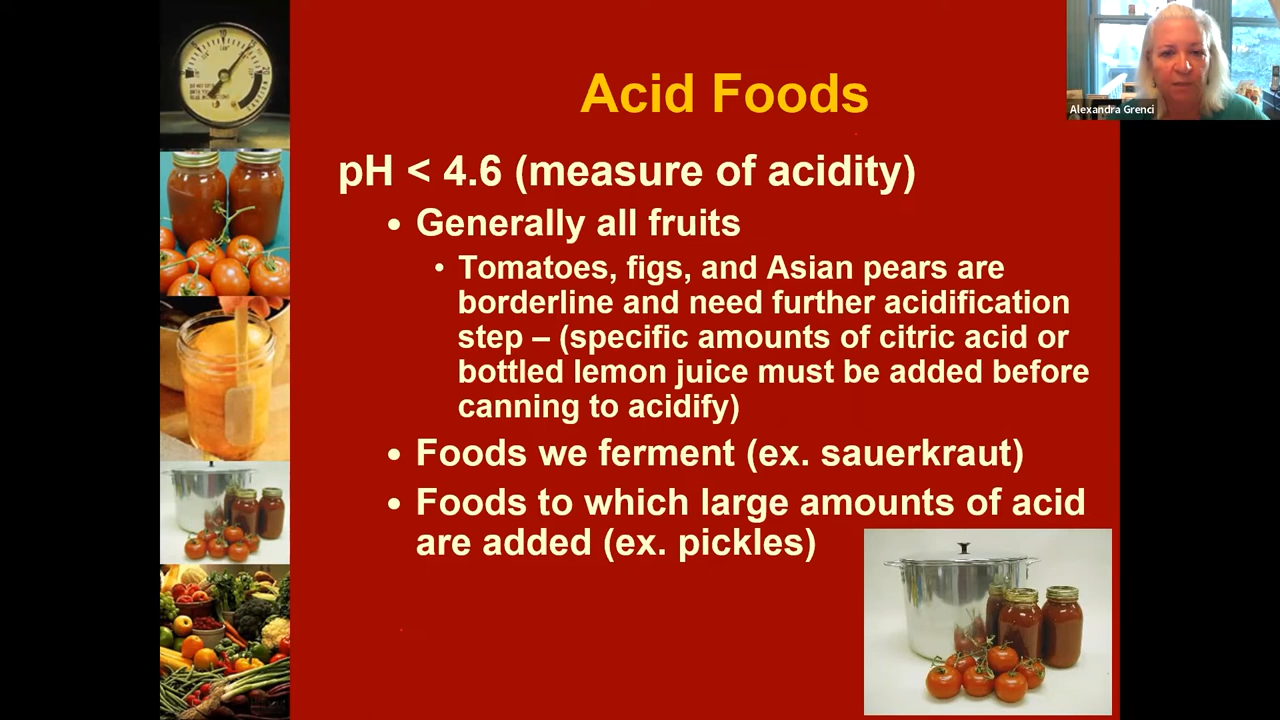 Acid Foods
Alexandra Grenci
pH < 4.6 (measure of acidity)
• Generally all fruits
• Tomatoes, figs, and Asian pears are
borderline and need further acidification
step – (specific amounts of citric acid or
bottled lemon juice must be added before
canning to acidify)
• Foods we ferment (ex. sauerkraut)
• Foods to which large amounts of acid
are added (ex. pickles)